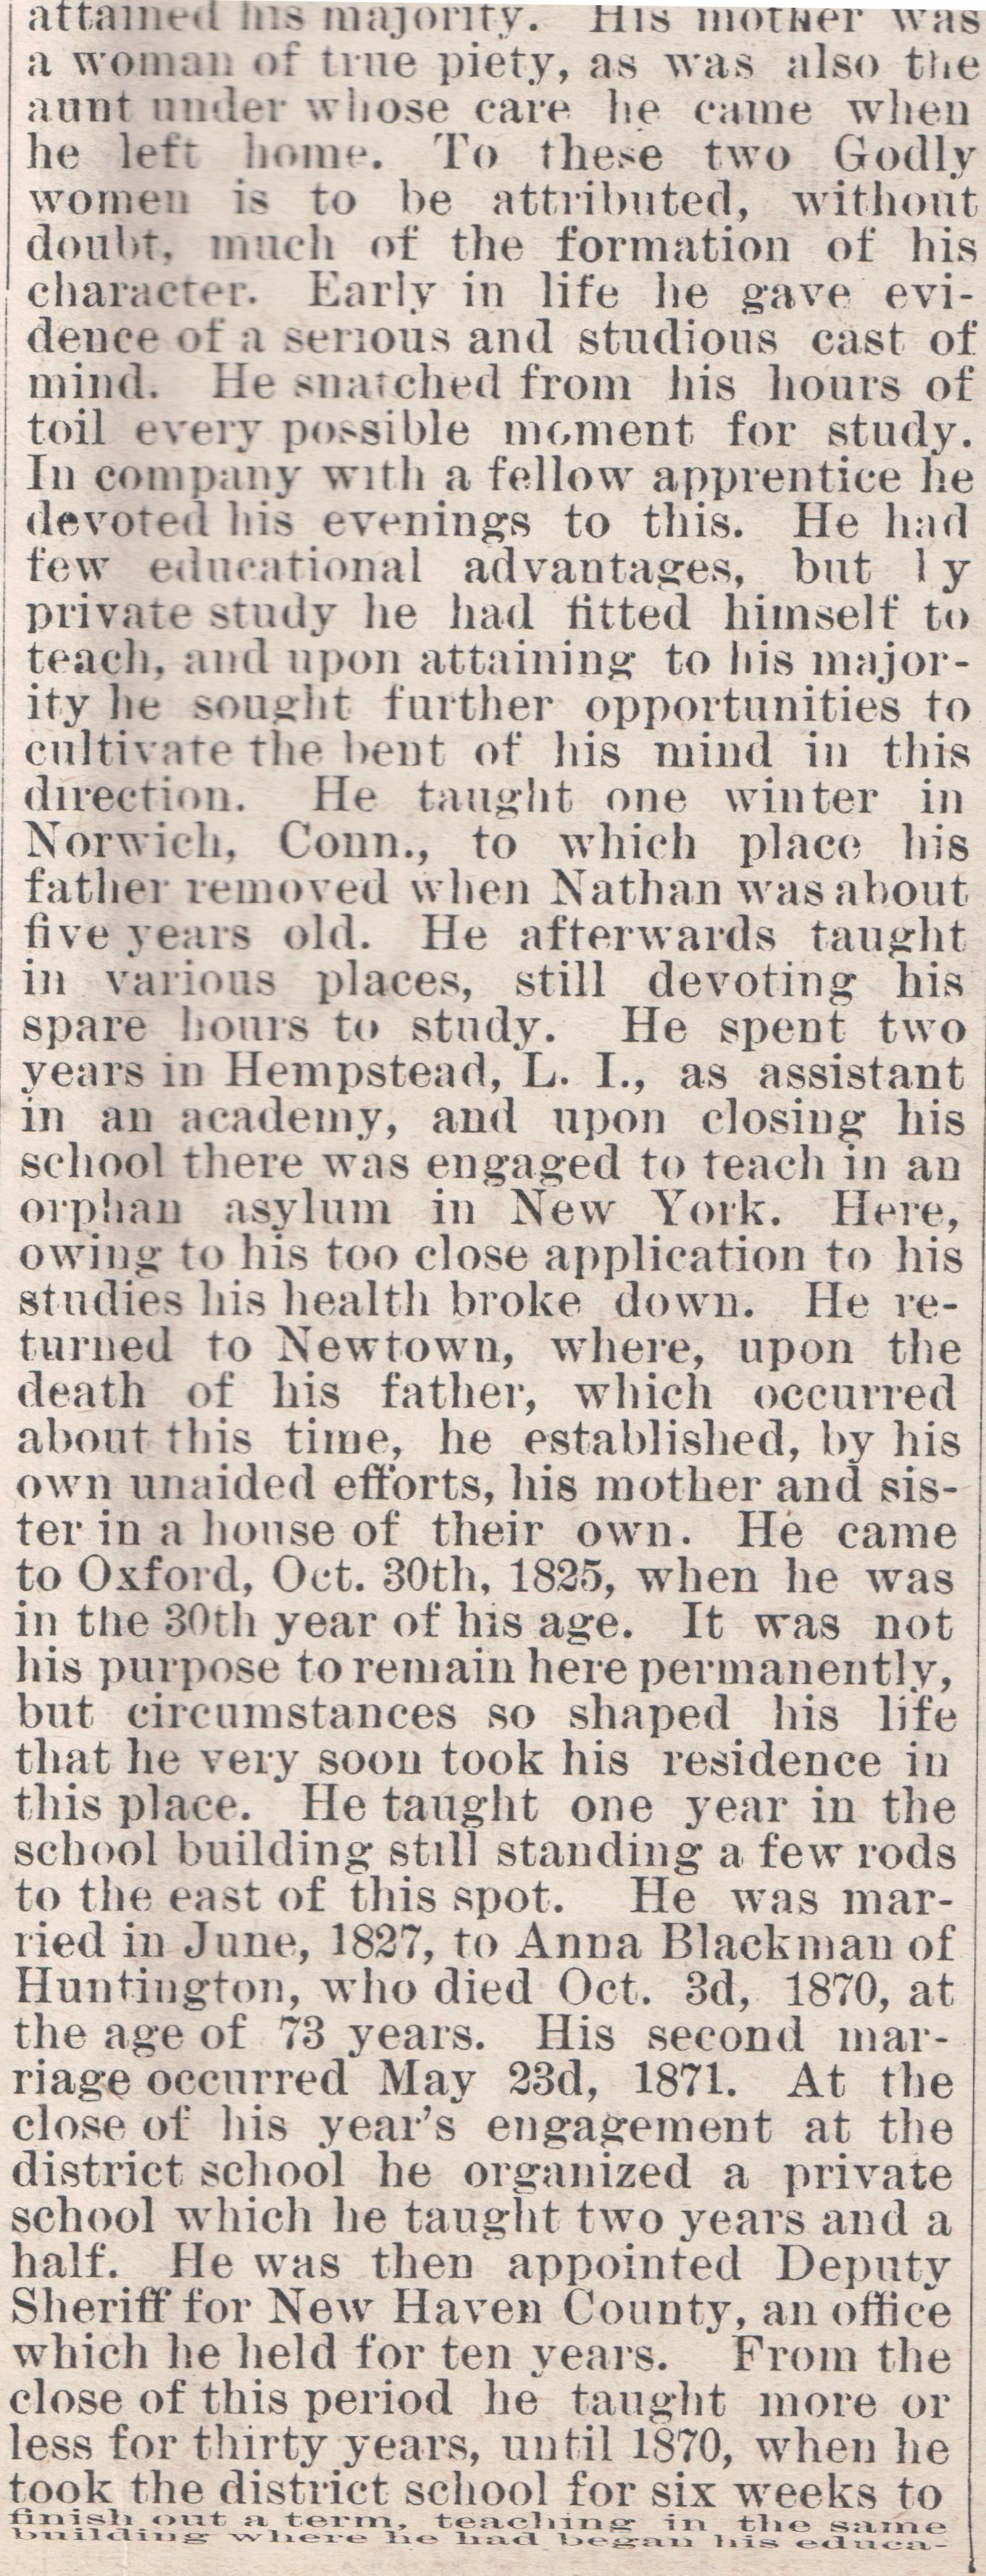 attained his majority. His mother was
a woman of true piety, as was also the
aunt under whose care he came when
he left home. To these two Godly
women is to be attributed, without
doubt, much of the formation of his
character. Early in life he gave evi-
dence of a serious and studious cast of
mind. He snatched from his hours of
toil every possible moment for study.
In company with a fellow apprentice he
devoted his evenings to this. He had
few educational advantages, but ly
private study he had fitted himself to
teach, and upon attaining to his major-
ity he sought further opportunities to
cultivate the bent of his mind in this
direction. He taught one winter in
Norwich, Conn., to which place his
father removed when Nathan was about
five years old. He afterwards taught
in various places, still devoting his
spare hours to study. He spent two
years in Hempstead, L. I., as assistant
in an academy, and upon closing his
school there was engaged to teach in an
orphan asylum in New York. Here,
owing to his too close application to his
studies his health broke down. He re-
turned to Newtown, where, upon the
death of his father, which occurred
about this time, he established, by his
own unaided efforts, his mother and sis-
ter in a house of their own. He came
to Oxford, Oct. 30th, 1825, when he was
in the 30th year of his age. It was not
his purpose to remain here permanently,
but circumstances so shaped his life
that he very soon took his residence in
this place. He taught one year in the
school building still standing a few rods
to the east of this spot. He was mar-
ried in June, 1827, to Anna Blackman of
Huntington, who died Oct. 3d, 1870, at
the age of 73 years. His second mar-
riage occurred May 23d, 1871. At the
close of his year's engagement at the
district school he organized a private
school which he taught two years and a
half. He was then appointed Deputy
Sheriff for New Haven County, an office
which he held for ten years. From the
close of this period he taught more or
less for thirty years, until 1870, when he
took the district school for six weeks to
finish out a term, teaching in the same
building where he had began his educa-